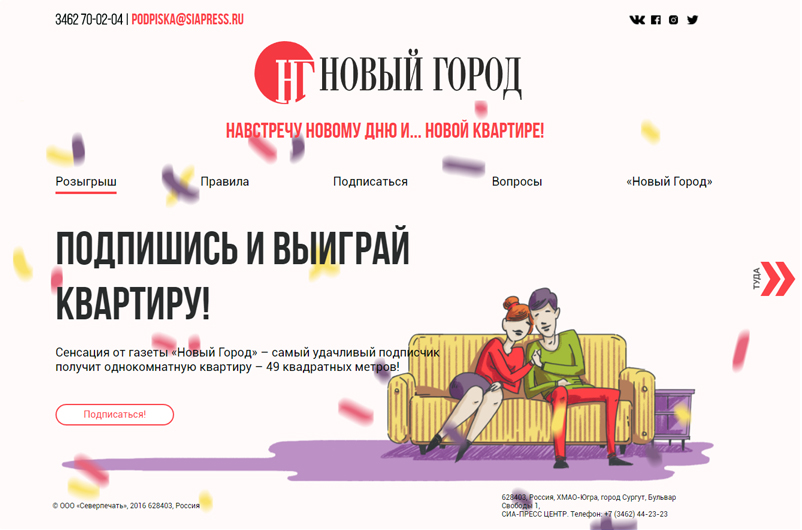 3462 70-02-04 | PODPISKA@SIAPRESS.RU
НГ НОВЫЙ ГОРОД
НАВСТРЕЧУ НОВОМУ ДНЮ И... НОВОЙ КВАРТИРЕ!
Розыгрыш Правила Подписаться Вопросы «Новый Город»
ПОДПИШИСЬ И ВЫИГРАЙ
КВАРТИРУ!
ТУДА
Сенсация от газеты «Новый Город» – самый удачливый подписчик
получит однокомнатную квартиру – 49 квадратных метров!
Подписаться!
© ООО «Северпечать», 2016 628403, Россия
628403, Россия, ХМАО-Югра, город Сургут, Бульвар
Свободы 1,
СИА-ПРЕСС ЦЕНТР. Телефон: +7 (3462) 44-23-23